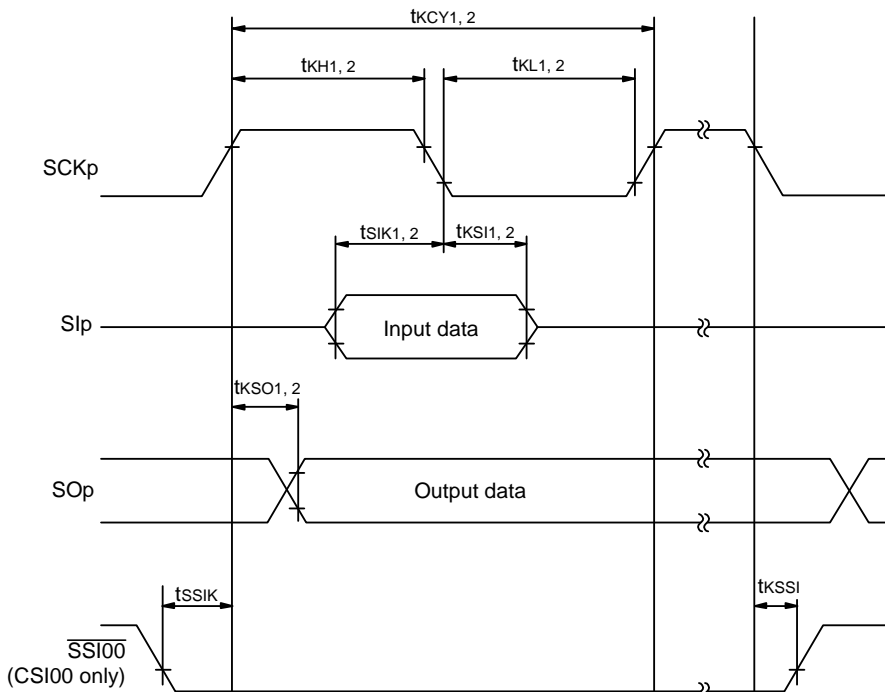 tKCY1, 2
tKH1, 2
tKL1, 2
SCKp
tSIK1, 2
tKSI1, 2
SIp
Input data
tKSO1, 2
SOp
Output data
tSSIK
tKSSI
SSI00
(CSI00 only)